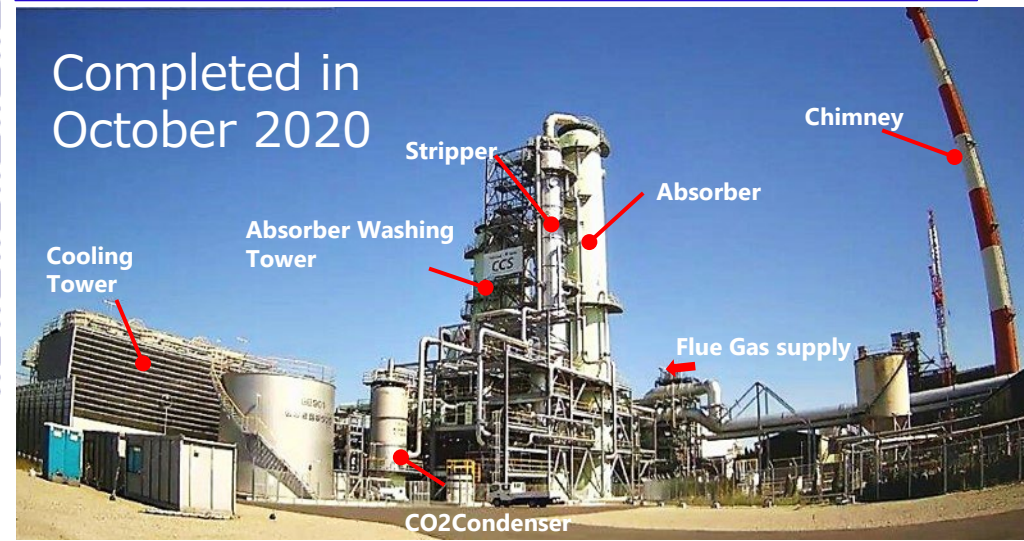 Completed in
October 2020
Chimney
Stripper
Absorber
Absorber Washing
Tower
CCS
Cooling
Tower
Flue Gas supply
CO2Condenser